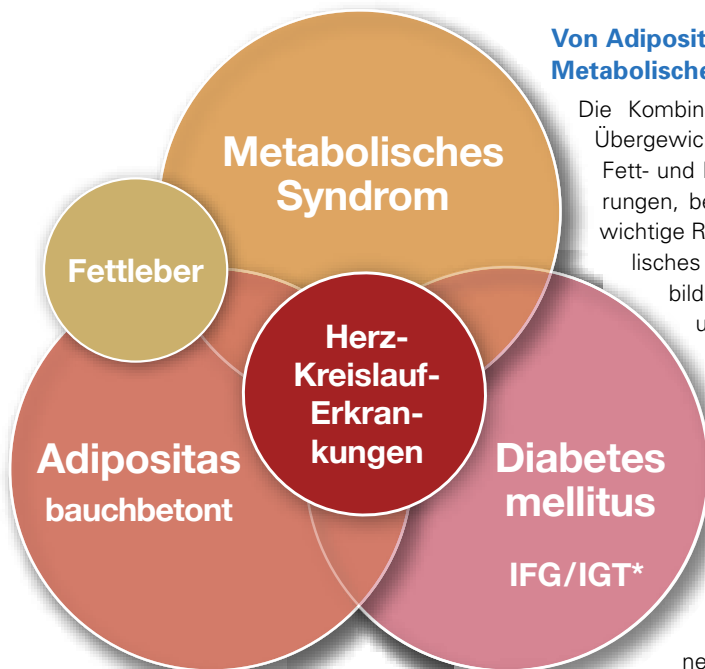 Von Adiposit
Metabolische
Die Kombin
Übergewic
Fett- und
rungen, be
wichtige R
lisches
bild
u
ne
Metabolisches
Syndrom
Fettleber
Herz-
Kreislauf-
Erkran-
kungen
Adipositas
bauchbetont
Diabetes
mellitus
IFG/IGT*